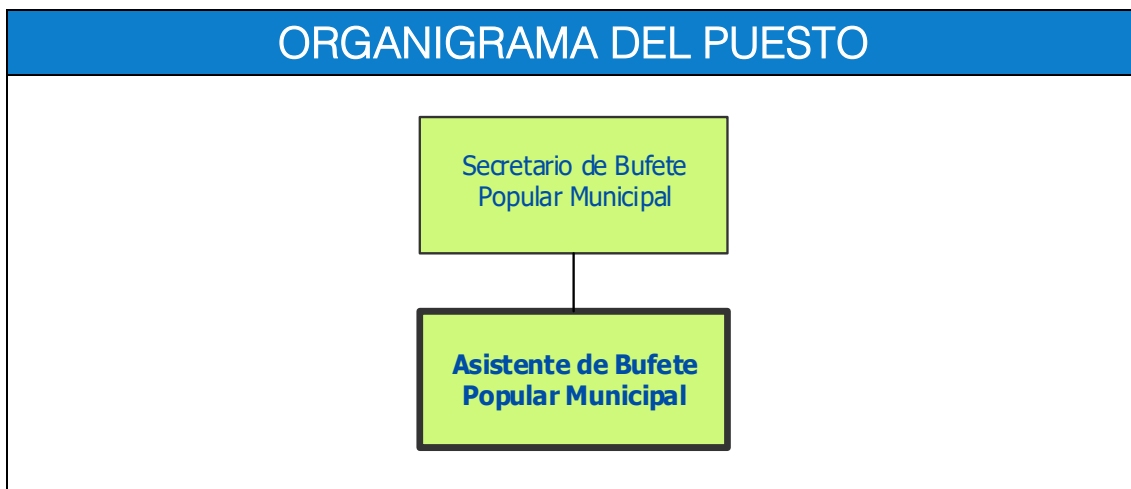 ORGANIGRAMA DEL PUESTO
Secretario de Bufete
Popular Municipal
Asistente de Bufete
Popular Municipal